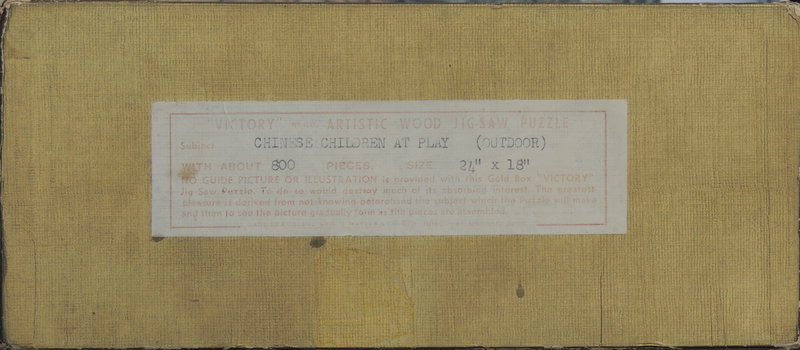 "VICTORY" ARTISTIC WOOD JIG-SAW PUZZLE
Subject CHINESE CHILDREN AT PLAY (OUTDOOR)
WITH ABOUT 800 PIECES. SIZE 24" x 18"
NO GUIDE PICTURE OR ILLUSTRATION is provided with this Gold Box "VICTORY"
Jig-Saw Puzzle. To do so would destroy much of its absorbing interest. The greatest
pleasure is derived from not knowing beforehand the subject which the Puzzle will make
and then to see the picture gradually form as the pieces are assembled.